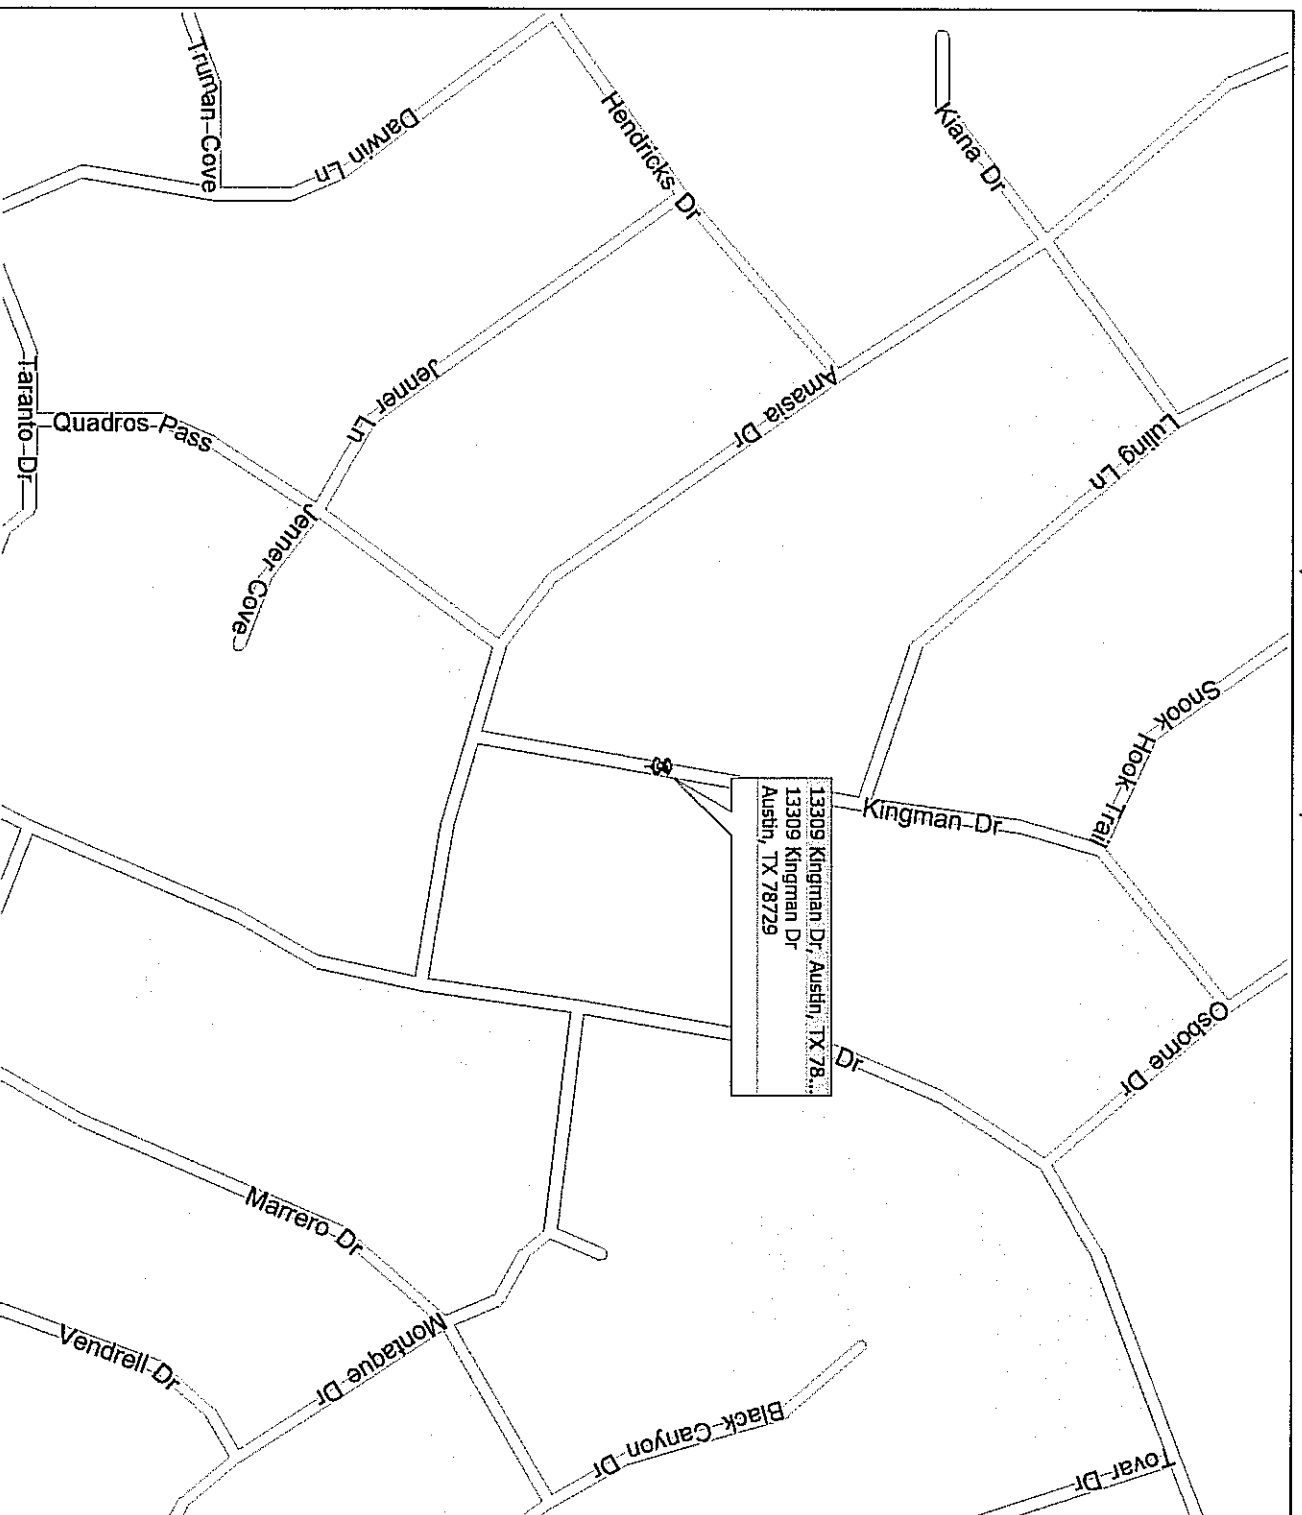 Truman Cove
Darwin Ln
Hendricks Dr
Kiana Dr
Luling Ln
Amasia Dr
Jenner Ln
Jenner Cove
Quadros Pass
Taranto Dr
Snook Hook Trail
Kingman Dr
13309 Kingman Dr, Austin, TX 78...
13309 Kingman Dr
Austin, TX 78729
Osborne Dr
Dr
Marrero Dr
Montaque Dr
Vendrell Dr
Black Canyon Dr
Tovar Dr